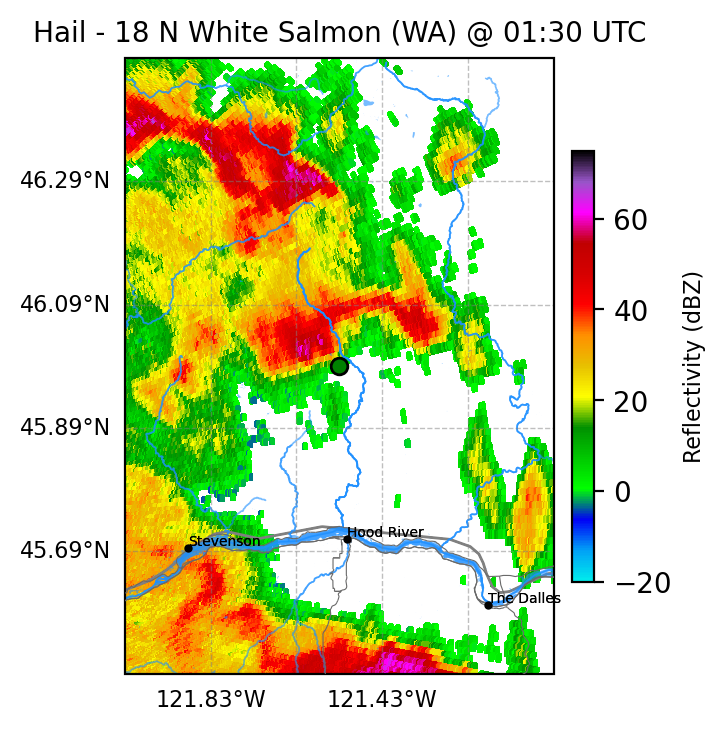 Hail - 18 N White Salmon (WA) @ 01:30 UTC
46.29°N
46.09°N
45.89°N
45.69°N
121.83°W
121.43°W
Stevenson
Hood River
The Dalles
60
40
20
0
−20
Reflectivity (dBZ)